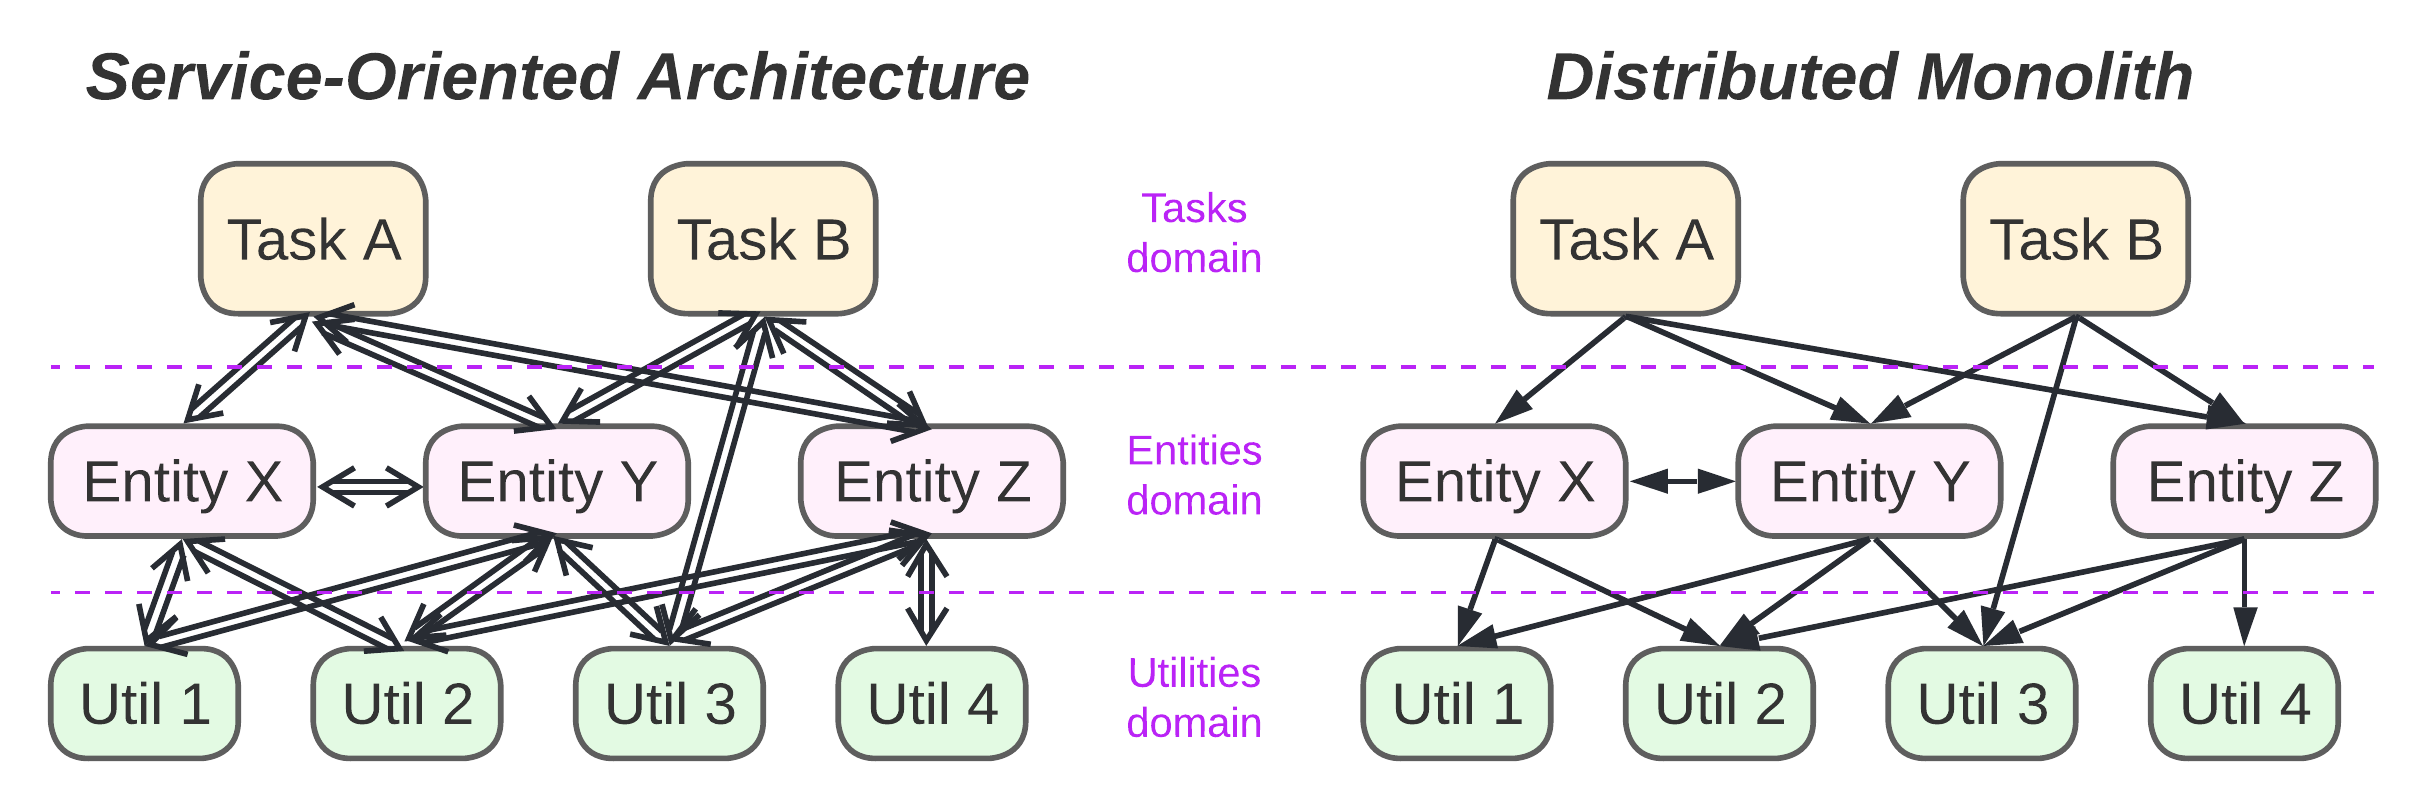 Service-Oriented Architecture
Distributed Monolith
Task A
Task B
Tasks
domain
Task A
Task B
Entity X
Entity Y
Entity Z
Entities
domain
Entity X
Entity Y
Entity Z
Util 1
Util 2
Util 3
Util 4
Utilities
domain
Util 1
Util 2
Util 3
Util 4